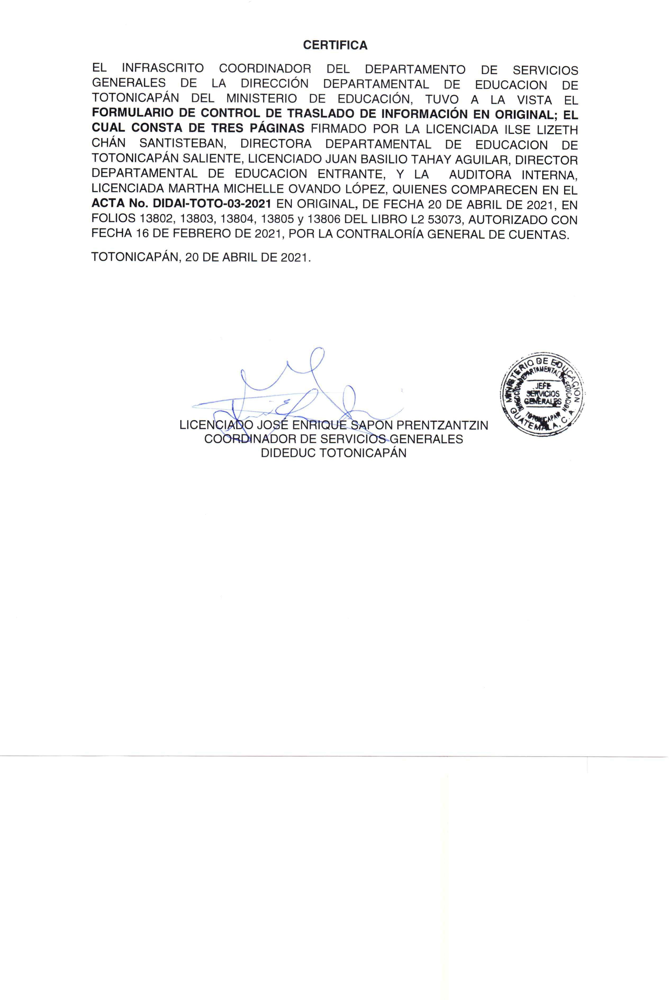 CERTIFICA
EL INFRASCRITO COORDINADOR DEL DEPARTAMENTO DE SERVICIOS
GENERALES DE LA DIRECCIÓN DEPARTAMENTAL DE EDUCACION DE
TOTONICAPÁN DEL MINISTERIO DE EDUCACIÓN, TUVO A LA VISTA EL
FORMULARIO DE CONTROL DE TRASLADO DE INFORMACIÓN EN ORIGINAL; EL
CUAL CONSTA DE TRES PÁGINAS FIRMADO POR LA LICENCIADA ILSE LIZETH
CHÁN SANTISTEBAN, DIRECTORA DEPARTAMENTAL DE EDUCACION DE
TOTONICAPÁN SALIENTE, LICENCIADO JUAN BASILIO TAHAY AGUILAR, DIRECTOR
DEPARTAMENTAL DE EDUCACION ENTRANTE, Y LA AUDITORA INTERNA,
LICENCIADA MARTHA MICHELLE OVANDO LÓPEZ, QUIENES COMPARECEN EN EL
ACTA No. DIDAI-TOTO-03-2021 EN ORIGINAL, DE FECHA 20 DE ABRIL DE 2021, EN
FOLIOS 13802, 13803, 13804, 13805 y 13806 DEL LIBRO L2 53073, AUTORIZADO CON
FECHA 16 DE FEBRERO DE 2021, POR LA CONTRALORÍA GENERAL DE CUENTAS.
TOTONICAPÁN, 20 DE ABRIL DE 2021.
MINISTERIO DE EDUCACION
DIRECCION DEPARTAMENTAL DE EDUCACION
JEFE
SERVICIOS
GENERALES
TOTONICAPAN
GUATEMALA, C. A.
LICENCIADO JOSÉ ENRIQUE SAPON PRENTZANTZIN
COORDINADOR DE SERVICIOS GENERALES
DIDEDUC TOTONICAPÁN